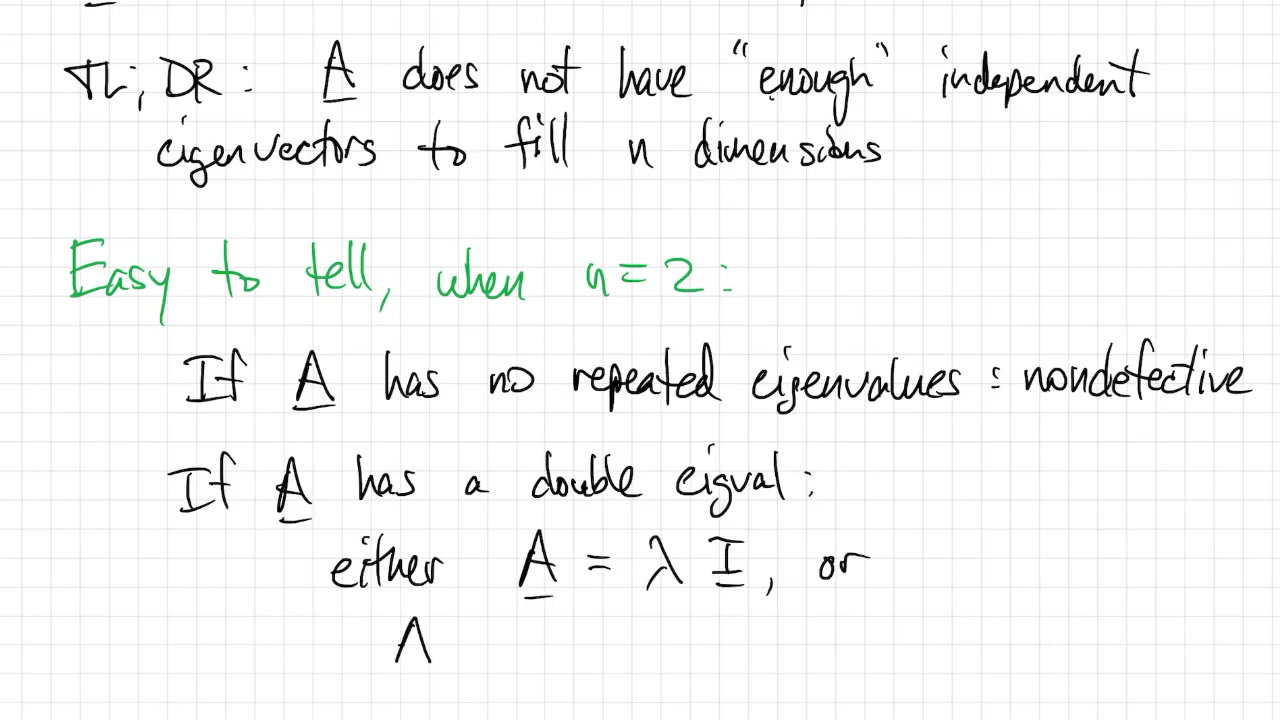 TL; DR: A does not have "enough" independent
eigenvectors to fill n dimensions
Easy to tell, when n=2:
If A has no repeated eigenvalues: nondefective
If A has a double eigval:
either A = λ I, or